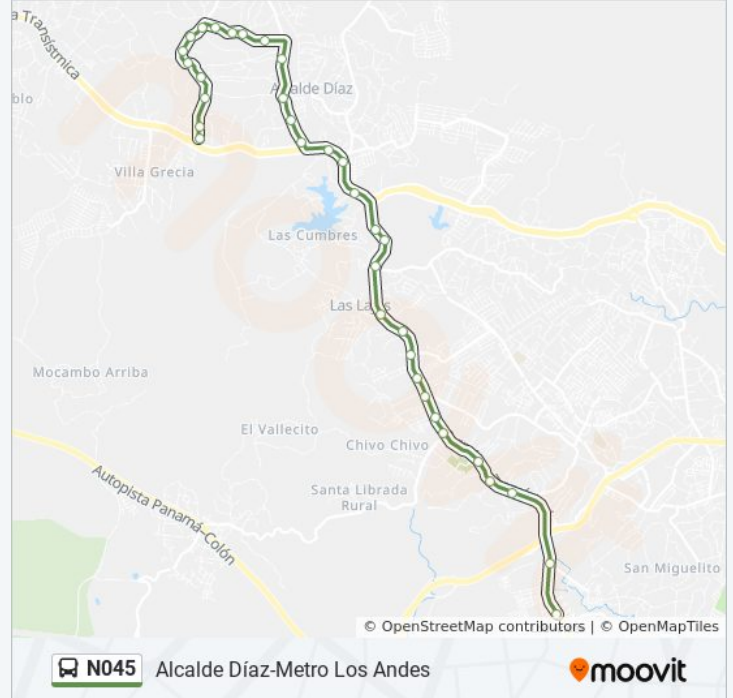 a Transístmica
Alcalde Díaz
blo
Villa Grecia
Las Cumbres
Las La s
Mocambo Arriba
El Vallecito
Chivo Chivo
Autopista Panamá-Colón
Santa Librada
Rural
San Miguelito
© OpenStreetMap contributors | © OpenMapTiles
N045 Alcalde Díaz-Metro Los Andes
moovit